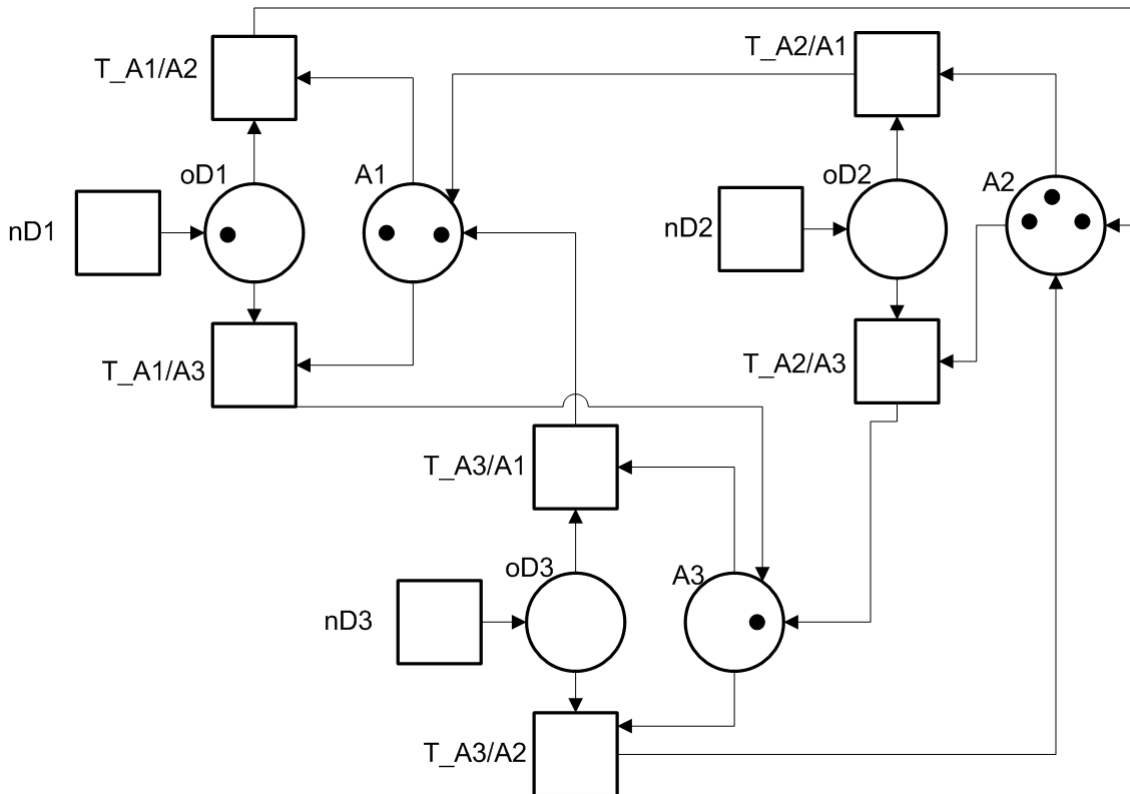 T_A1/A2
T_A2/A1
oD1
A1
oD2
A2
nD1
nD2
T_A1/A3
T_A2/A3
T_A3/A1
oD3
A3
nD3
T_A3/A2